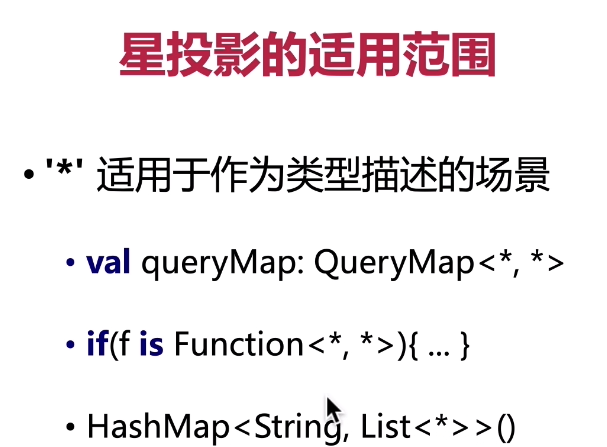 星投影的适用范围
• '*' 适用于作为类型描述的场景
• val queryMap: QueryMap<*, *>
• if(f is Function<*, *>){ ... }
• HashMap<String, List<*>>()